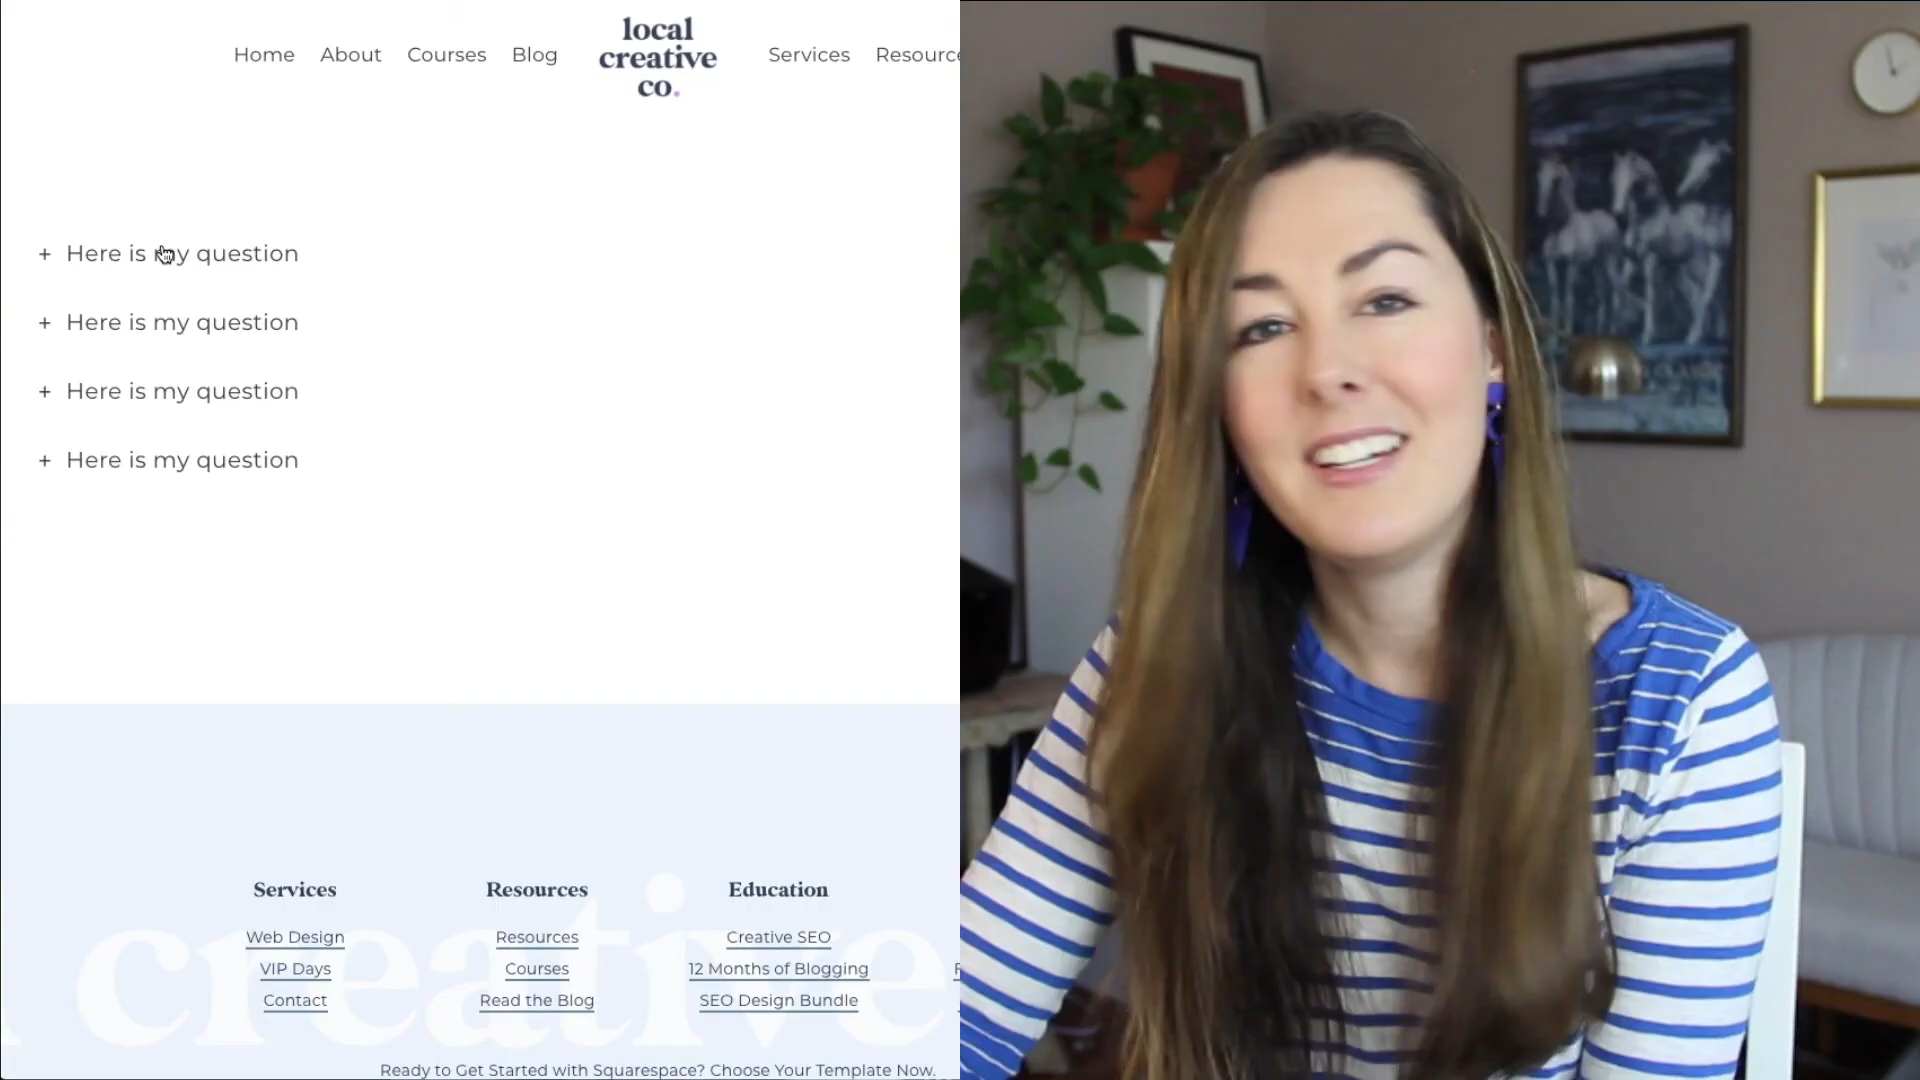 Home About Courses Blog
local
creative
co.
Services Resource
+ Here is my question
+ Here is my question
+ Here is my question
+ Here is my question
creative
Services
Web Design
VIP Days
Contact
Resources
Resources
Courses
Read the Blog
Education
Creative SEO
12 Months of Blogging
SEO Design Bundle
Ready to Get Started with Squarespace? Choose Your Template Now.